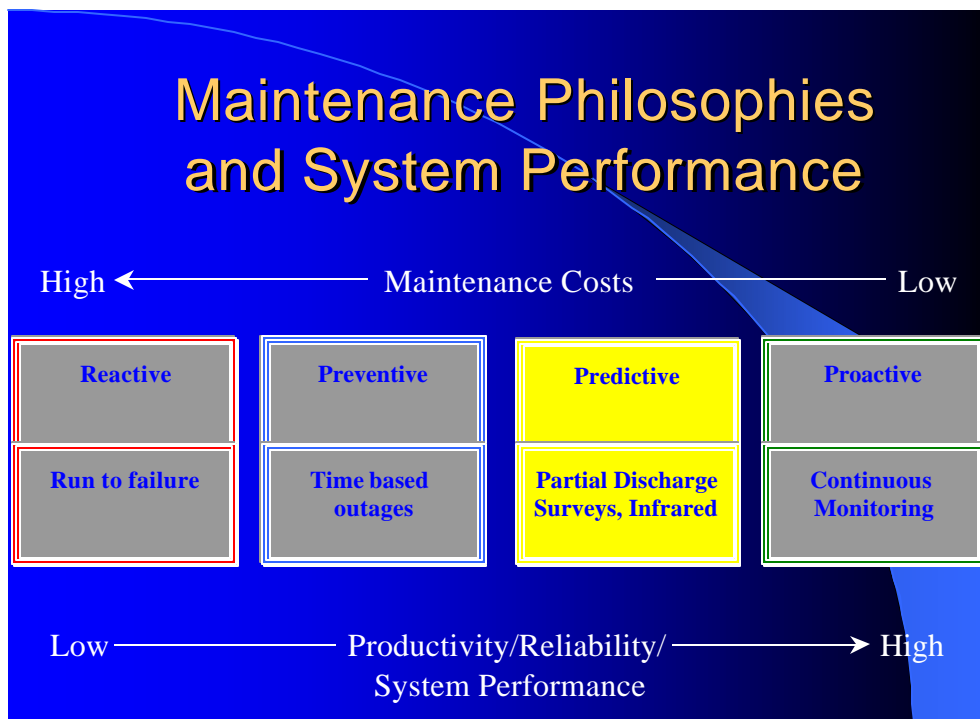 Maintenance Philosophies
and System Performance
High
Maintenance Costs
Low
Reactive
Preventive
Predictive
Proactive
Run to failure
Time based
outages
Partial Discharge
Surveys, Infrared
Continuous
Monitoring
Low
Productivity/Reliability/
System Performance
High